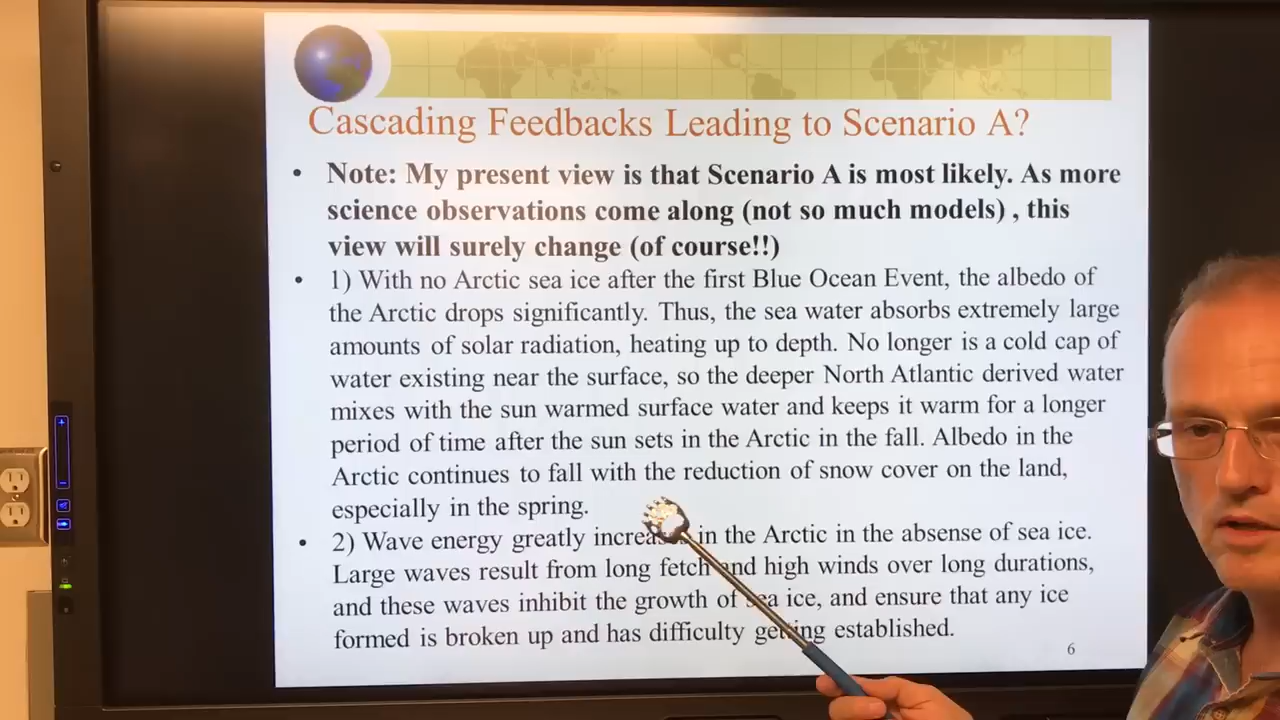 Cascading Feedbacks Leading to Scenario A?
• Note: My present view is that Scenario A is most likely. As more
science observations come along (not so much models) , this
view will surely change (of course!!)
• 1) With no Arctic sea ice after the first Blue Ocean Event, the albedo of
the Arctic drops significantly. Thus, the sea water absorbs extremely large
amounts of solar radiation, heating up to depth. No longer is a cold cap of
water existing near the surface, so the deeper North Atlantic derived water
mixes with the sun warmed surface water and keeps it warm for a longer
period of time after the sun sets in the Arctic in the fall. Albedo in the
Arctic continues to fall with the reduction of snow cover on the land,
especially in the spring.
• 2) Wave energy greatly increases in the Arctic in the absense of sea ice.
Large waves result from long fetch and high winds over long durations,
and these waves inhibit the growth of sea ice, and ensure that any ice
formed is broken up and has difficulty getting established.
6